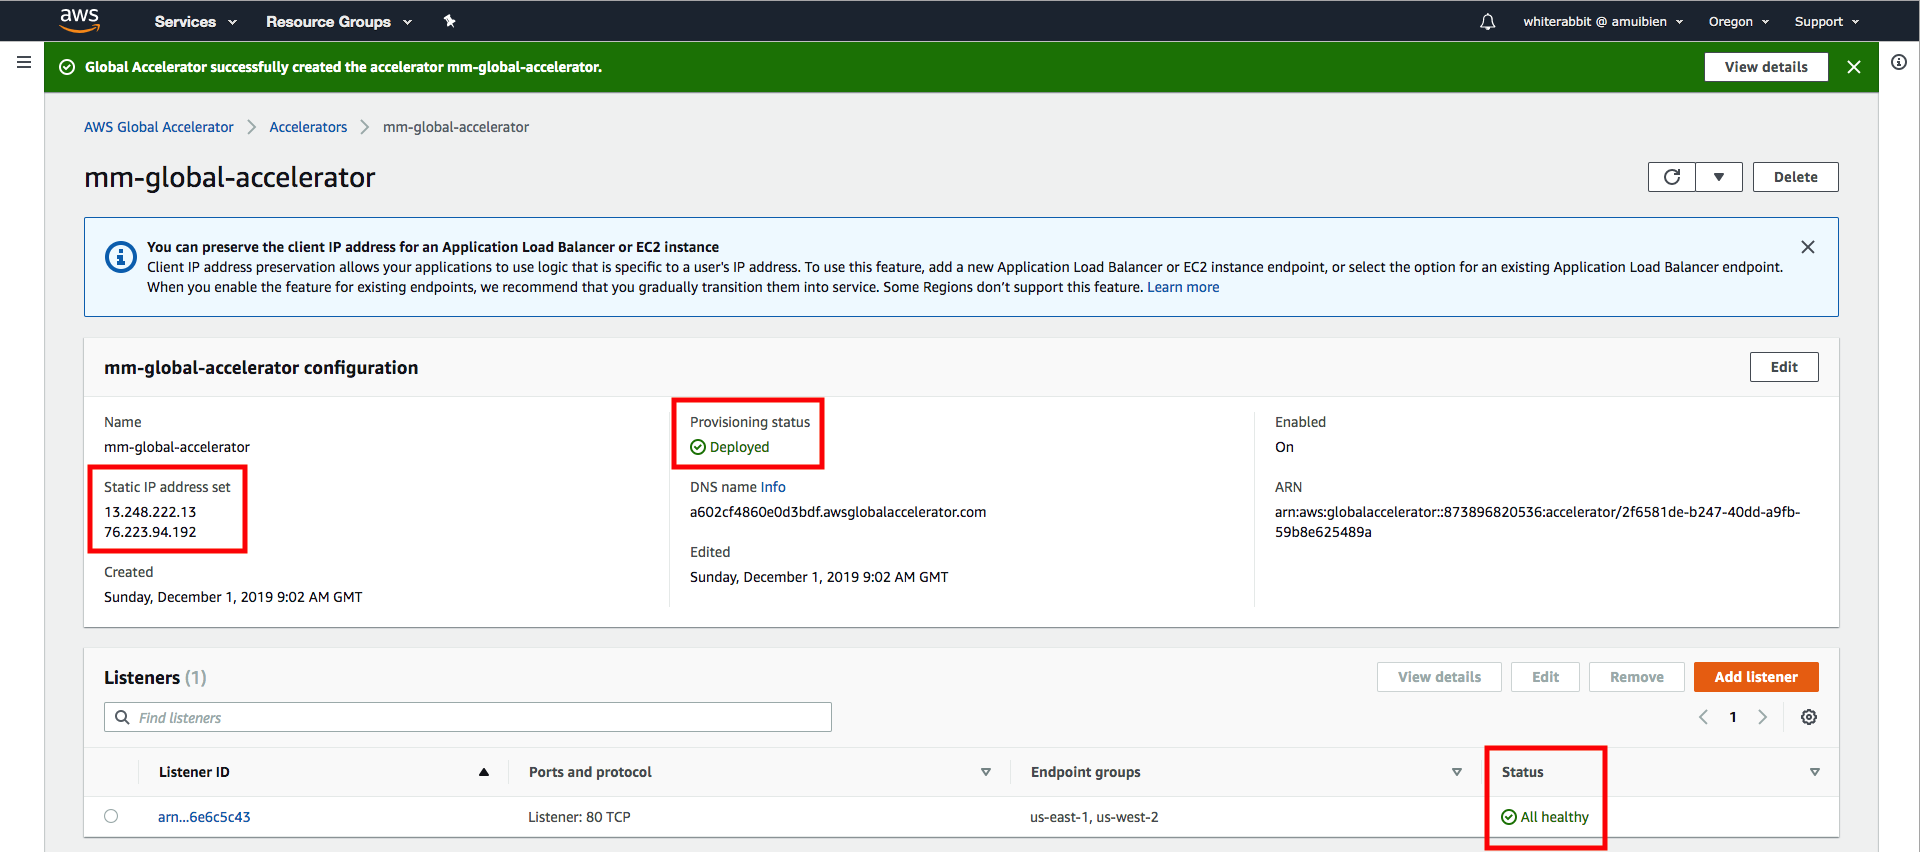 aws Services Resource Groups whiterabbit @ amuibien Oregon Support
Global Accelerator successfully created the accelerator mm-global-accelerator. View details
AWS Global Accelerator Accelerators mm-global-accelerator
mm-global-accelerator Delete
You can preserve the client IP address for an Application Load Balancer or EC2 instance
Client IP address preservation allows your applications to use logic that is specific to a user's IP address. To use this feature, add a new Application Load Balancer or EC2 instance endpoint, or select the option for an existing Application Load Balancer endpoint.
When you enable the feature for existing endpoints, we recommend that you gradually transition them into service. Some Regions don’t support this feature. Learn more
mm-global-accelerator configuration Edit
Name
mm-global-accelerator
Static IP address set
13.248.222.13
76.223.94.192
Created
Sunday, December 1, 2019 9:02 AM GMT
Provisioning status
Deployed
DNS name Info
a602cf4860e0d3bdf.awsglobalaccelerator.com
Edited
Sunday, December 1, 2019 9:02 AM GMT
Enabled
On
ARN
arn:aws:globalaccelerator::873896820536:accelerator/2f6581de-b247-40dd-a9fb-
59b8e625489a
Listeners (1) View details Edit Remove Add listener
Find listeners 1
Listener ID Ports and protocol Endpoint groups Status
arn...6e6c5c43 Listener: 80 TCP us-east-1, us-west-2 All healthy